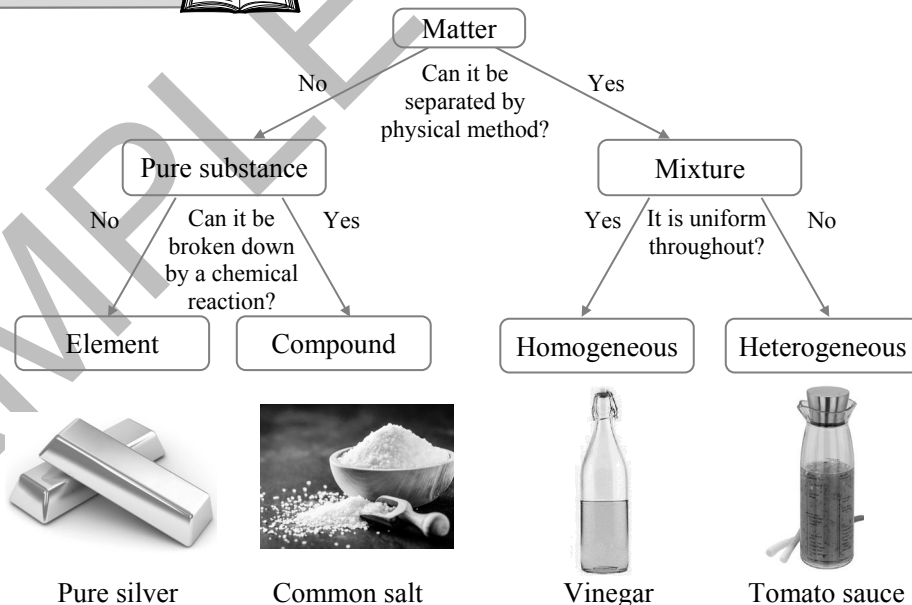 Matter
No
Can it be
separated by
physical method?
Yes
Pure substance
Mixture
No
Can it be
broken down
by a chemical
reaction?
Yes
Yes
It is uniform
throughout?
No
Element
Compound
Homogeneous
Heterogeneous
Pure silver
Common salt
Vinegar
Tomato sauce